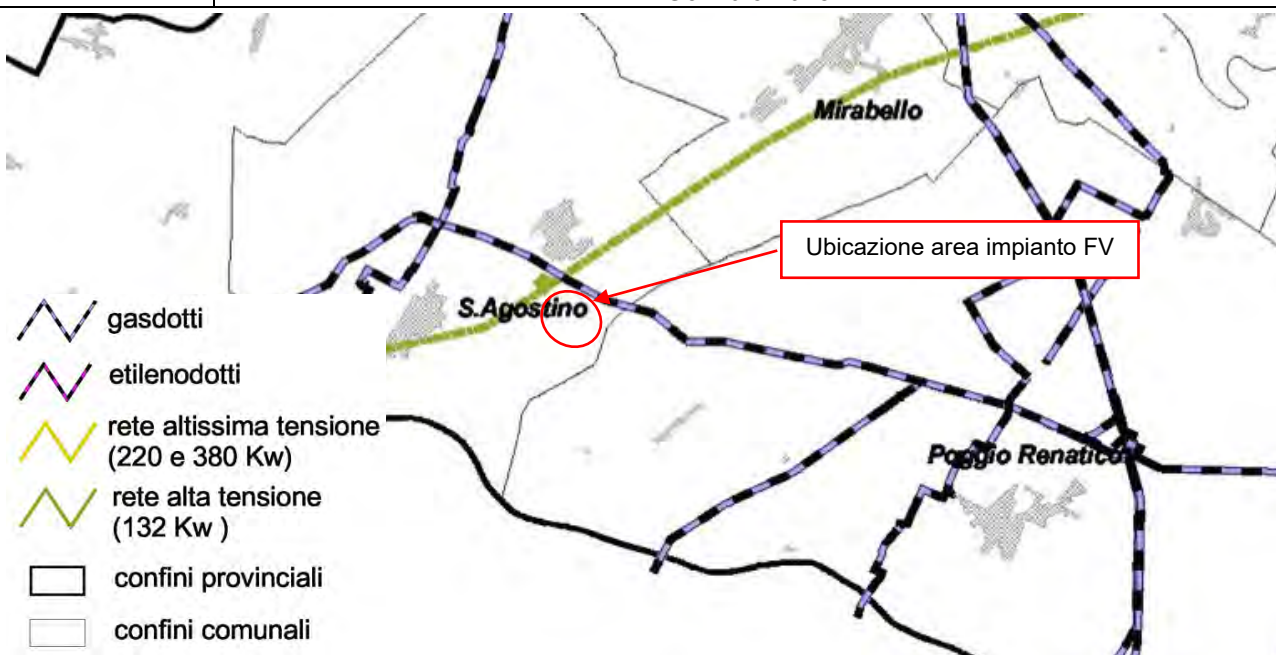 Mirabello
Ubicazione area impianto FV
S.Agostino
gasdotti
etilenodotti
rete altissima tensione
(220 e 380 Kw)
Poggio Renatico
rete alta tensione
(132 Kw )
confini provinciali
confini comunali